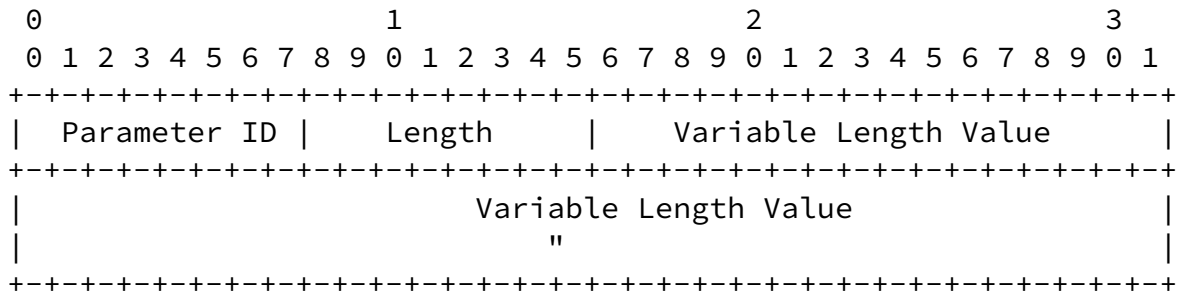 0                   1                   2                   3
 0 1 2 3 4 5 6 7 8 9 0 1 2 3 4 5 6 7 8 9 0 1 2 3 4 5 6 7 8 9 0 1
+-+-+-+-+-+-+-+-+-+-+-+-+-+-+-+-+-+-+-+-+-+-+-+-+-+-+-+-+-+-+-+-+
|  Parameter ID |    Length     |    Variable Length Value      |
+-+-+-+-+-+-+-+-+-+-+-+-+-+-+-+-+-+-+-+-+-+-+-+-+-+-+-+-+-+-+-+-+
|                         Variable Length Value                 |
|                             "                                 |
+-+-+-+-+-+-+-+-+-+-+-+-+-+-+-+-+-+-+-+-+-+-+-+-+-+-+-+-+-+-+-+-+